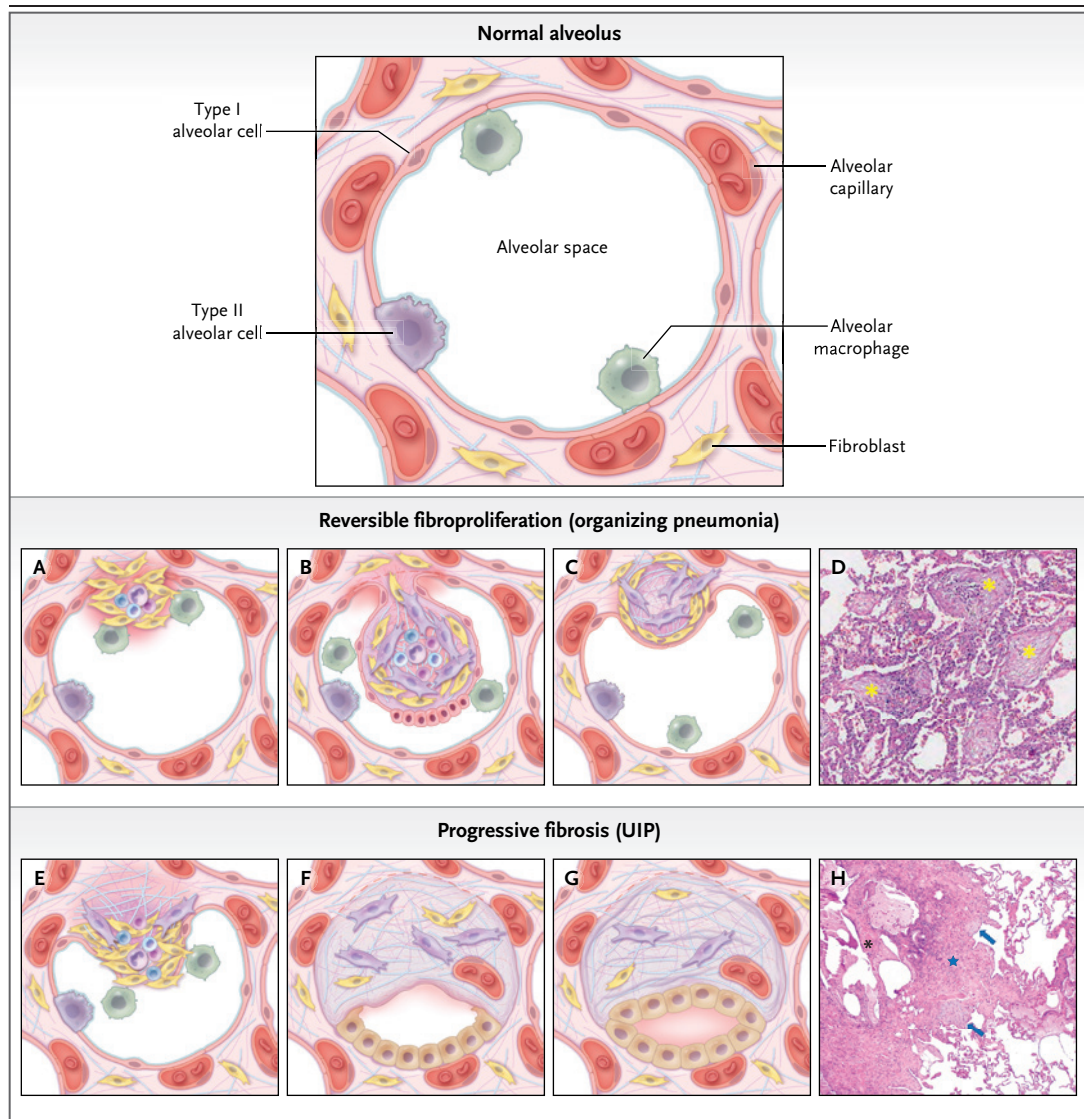 Normal alveolus
Type I
alveolar cell
Alveolar
capillary
Alveolar space
Type II
alveolar cell
Alveolar
macrophage
Fibroblast
Reversible fibroproliferation (organizing pneumonia)
A
B
C
D
*
*
*
Progressive fibrosis (UIP)
E
F
G
H
*